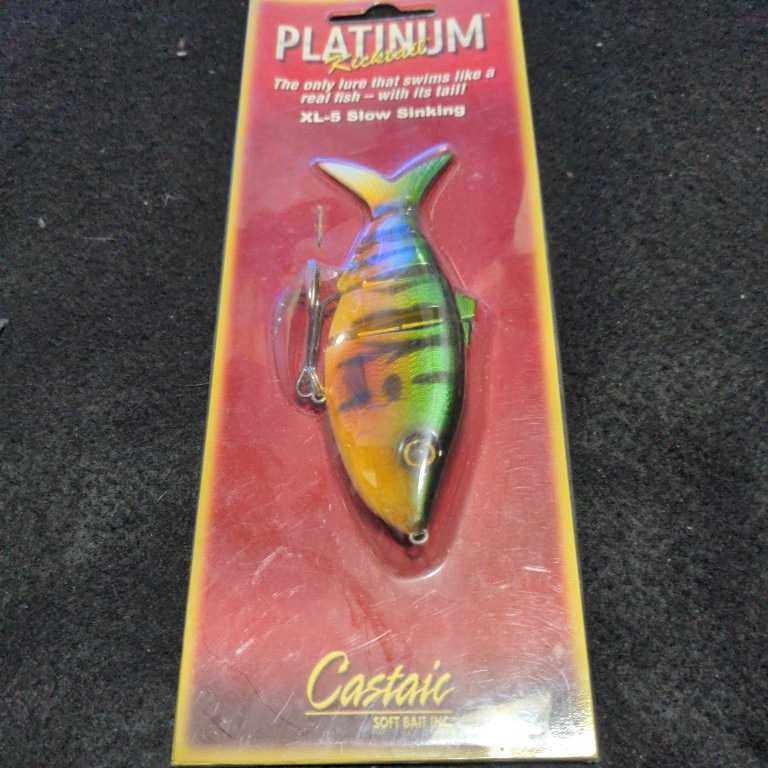 PLATINUM™
Kicktail
The only lure that swims like a
real fish – with its tail!
XL-5 Slow Sinking
Castaic
SOFT BAIT INC.